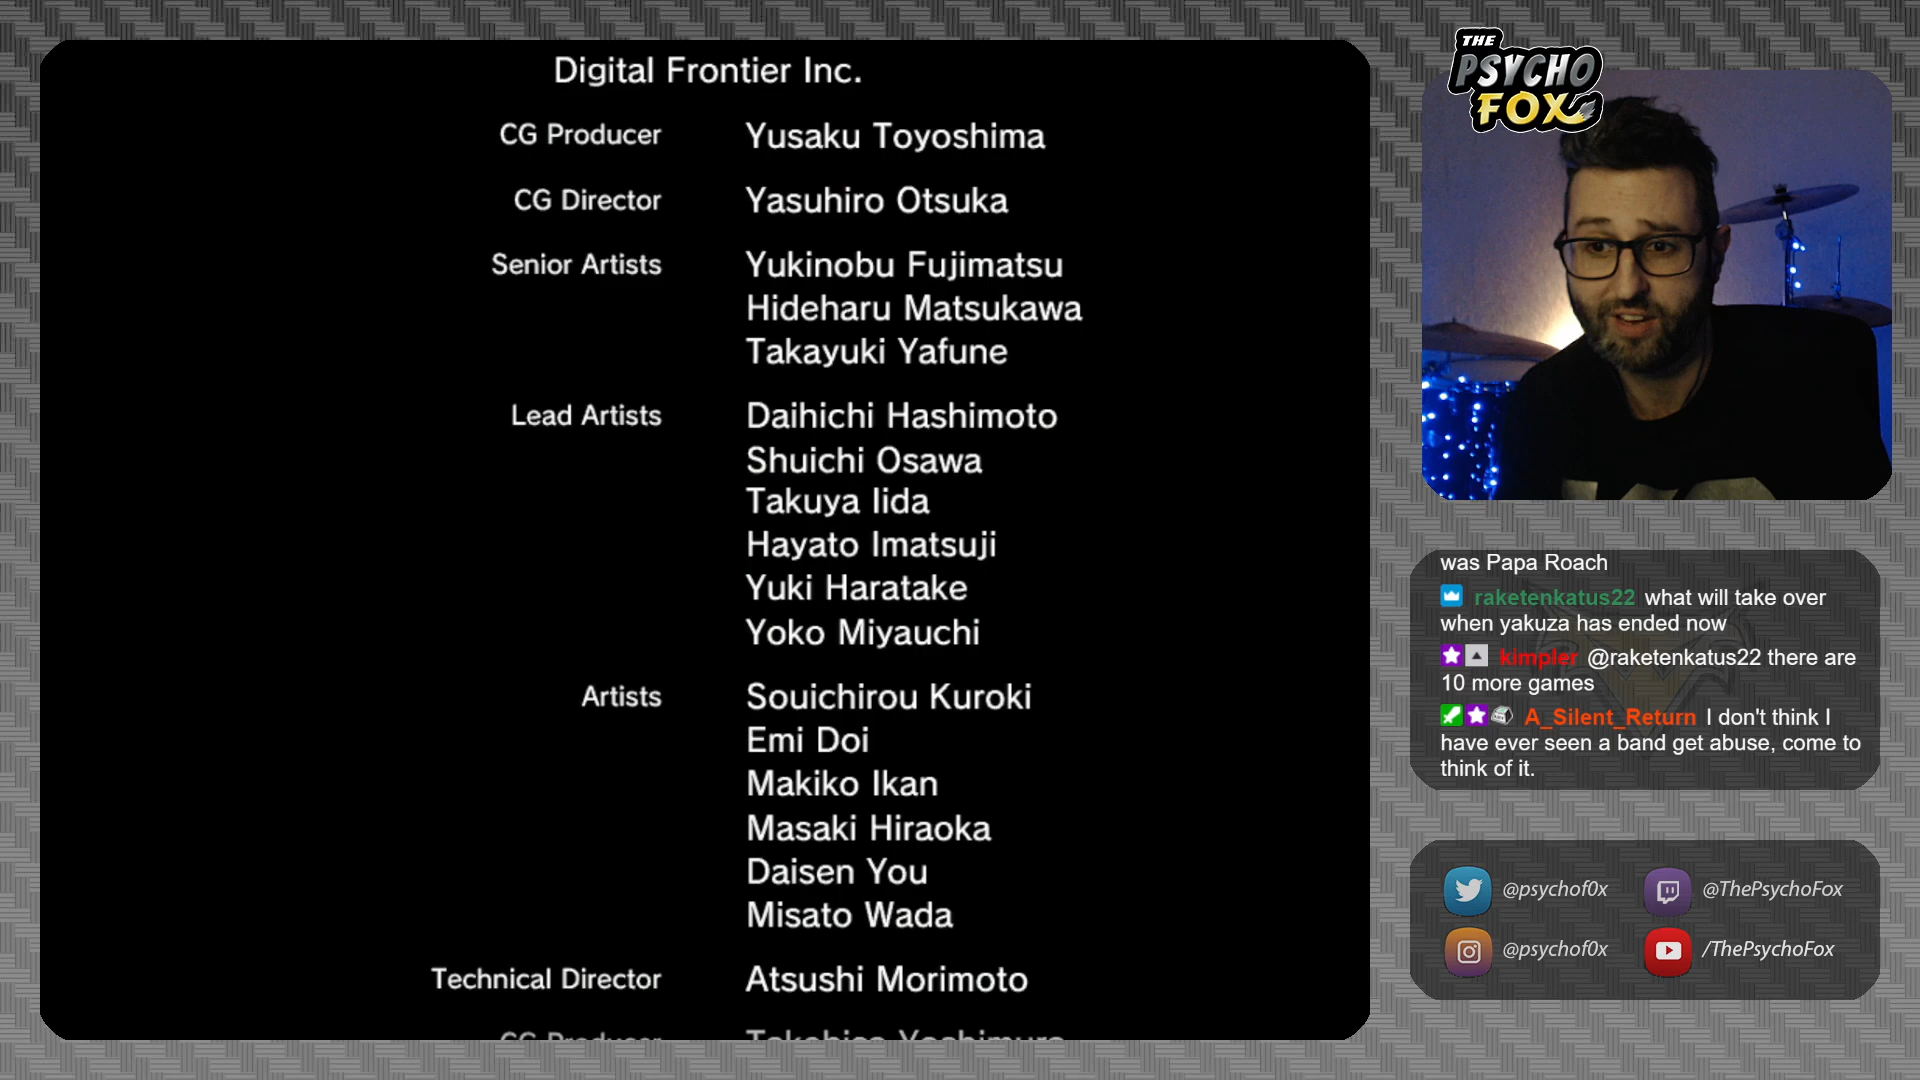 Digital Frontier Inc.
CG Producer Yusaku Toyoshima
CG Director Yasuhiro Otsuka
Senior Artists Yukinobu Fujimatsu
Hideharu Matsukawa
Takayuki Yafune
Lead Artists Daihichi Hashimoto
Shuichi Osawa
Takuya Iida
Hayato Imatsuji
Yuki Haratake
Yoko Miyauchi
Artists Souichirou Kuroki
Emi Doi
Makiko Ikan
Masaki Hiraoka
Daisen You
Misato Wada
Technical Director Atsushi Morimoto
CG Producer
THE
PSYCHO
FOX
was Papa Roach
raketenkatus22 what will take over
when yakuza has ended now
kimpler @raketenkatus22 there are
10 more games
A_Silent_Return I don't think I
have ever seen a band get abuse, come to
think of it.
@psychof0x @ThePsychoFox
@psychof0x /ThePsychoFox